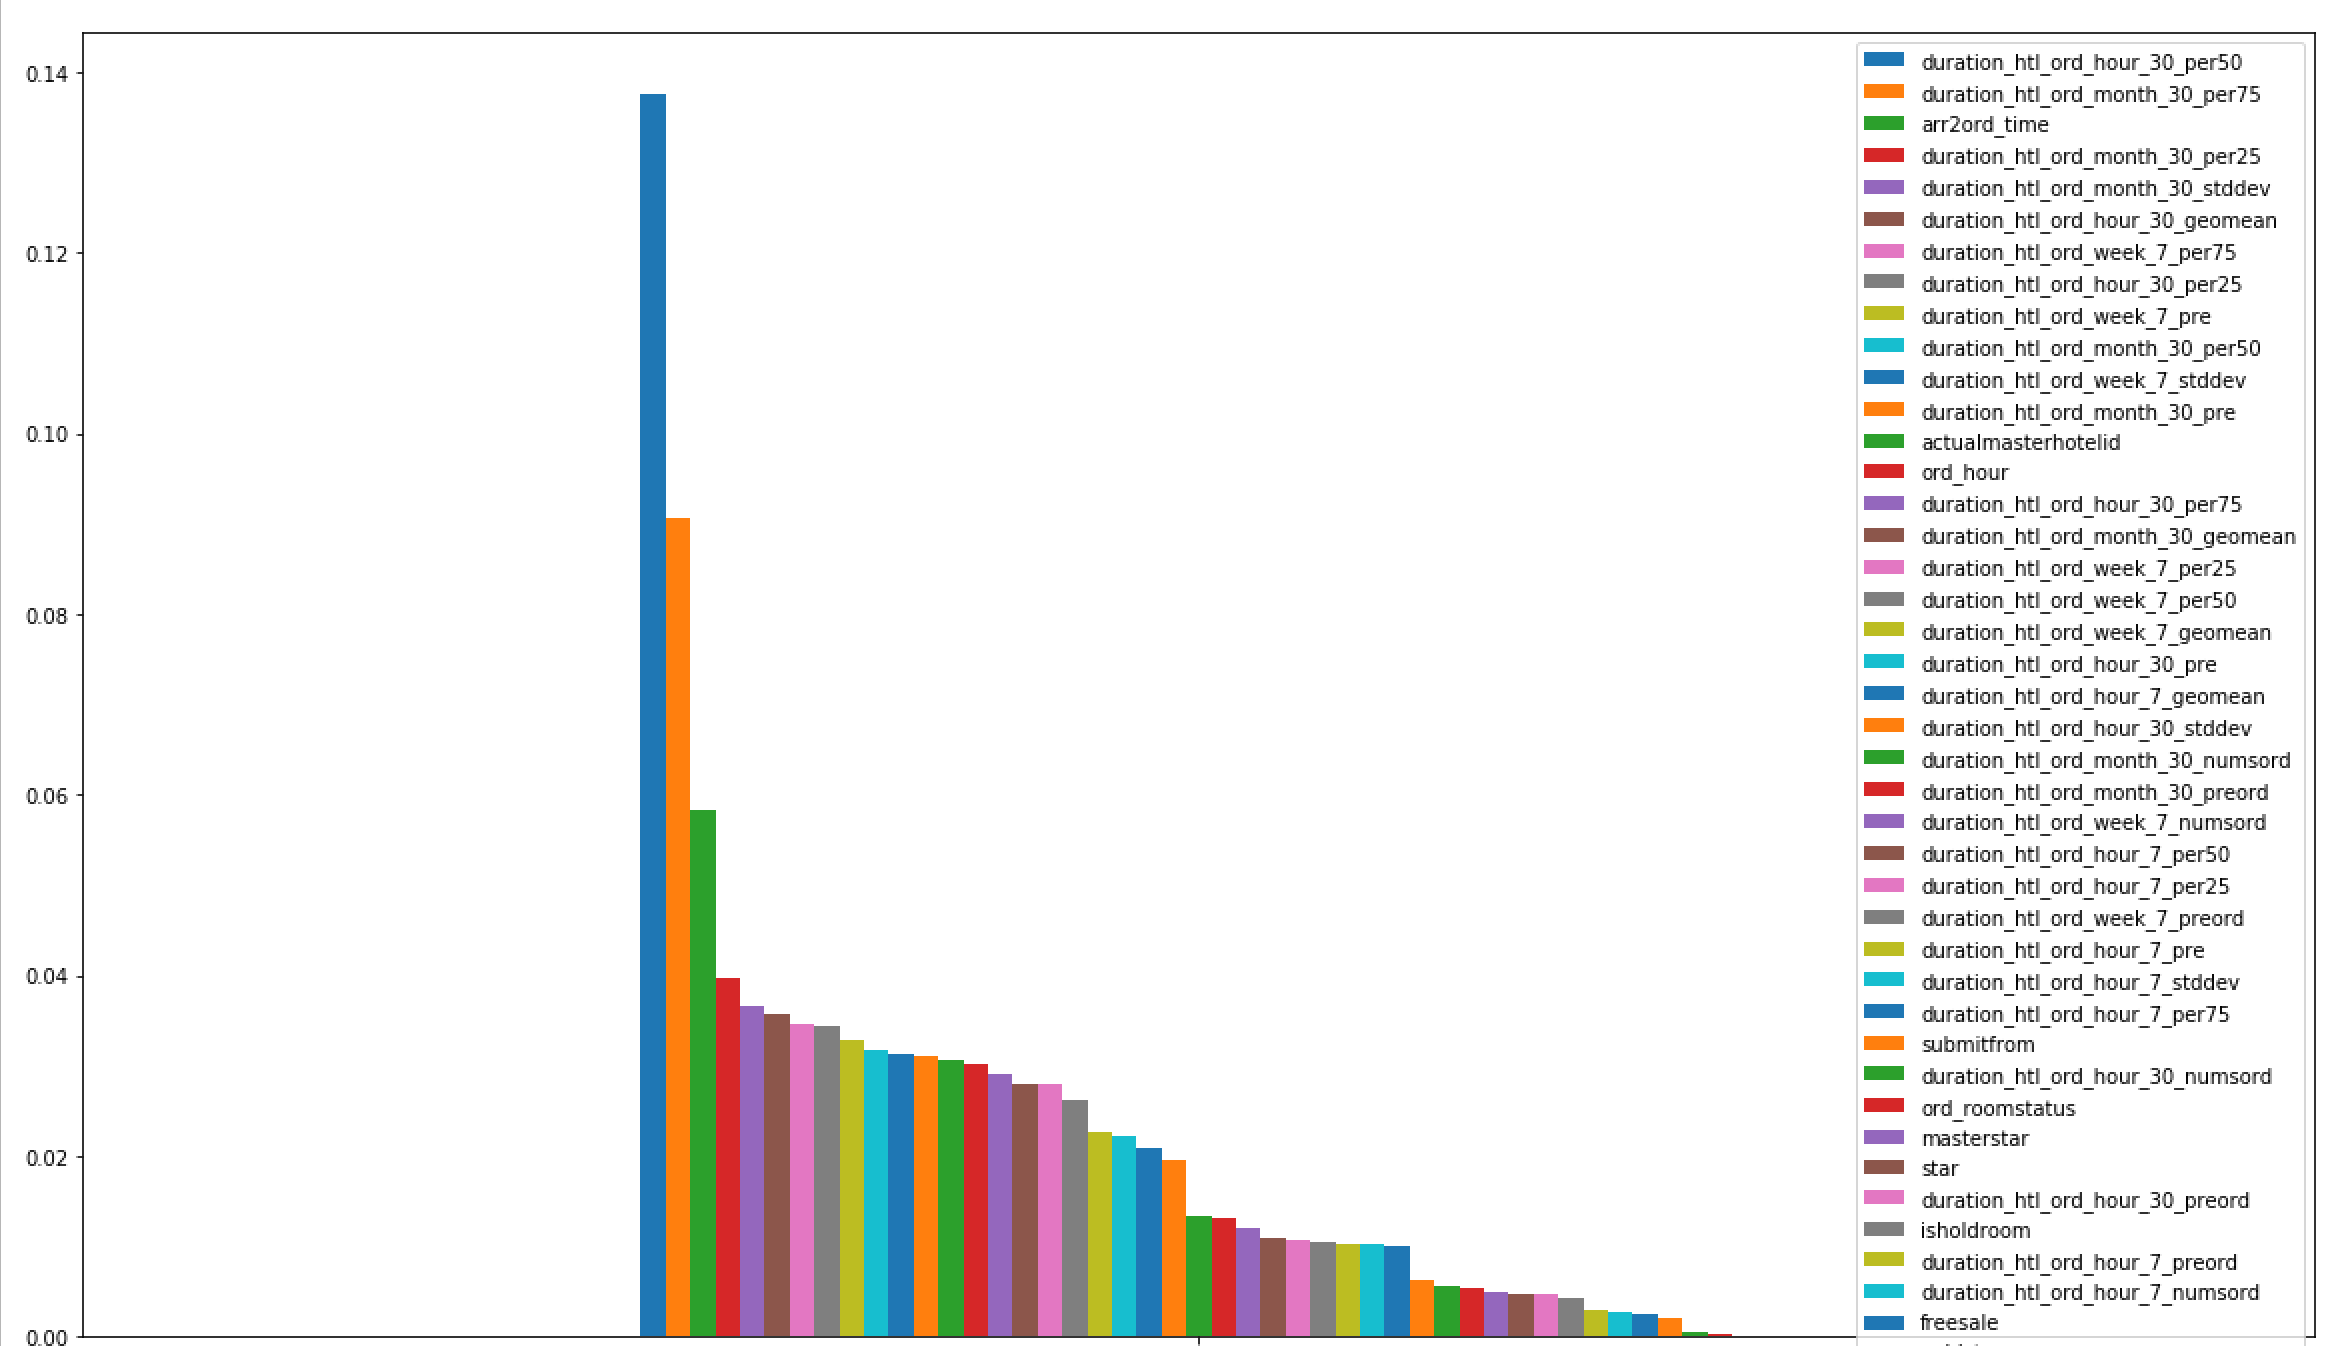 0.14
0.12
0.10
0.08
0.06
0.04
0.02
0.00
duration_htl_ord_hour_30_per50
duration_htl_ord_month_30_per75
arr2ord_time
duration_htl_ord_month_30_per25
duration_htl_ord_month_30_stddev
duration_htl_ord_hour_30_geomean
duration_htl_ord_week_7_per75
duration_htl_ord_hour_30_per25
duration_htl_ord_week_7_pre
duration_htl_ord_month_30_per50
duration_htl_ord_week_7_stddev
duration_htl_ord_month_30_pre
actualmasterhotelid
ord_hour
duration_htl_ord_hour_30_per75
duration_htl_ord_month_30_geomean
duration_htl_ord_week_7_per25
duration_htl_ord_week_7_per50
duration_htl_ord_week_7_geomean
duration_htl_ord_hour_30_pre
duration_htl_ord_hour_7_geomean
duration_htl_ord_hour_30_stddev
duration_htl_ord_month_30_numsord
duration_htl_ord_month_30_preord
duration_htl_ord_week_7_numsord
duration_htl_ord_hour_7_per50
duration_htl_ord_hour_7_per25
duration_htl_ord_week_7_preord
duration_htl_ord_hour_7_pre
duration_htl_ord_hour_7_stddev
duration_htl_ord_hour_7_per75
submitfrom
duration_htl_ord_hour_30_numsord
ord_roomstatus
masterstar
star
duration_htl_ord_hour_30_preord
isholdroom
duration_htl_ord_hour_7_preord
duration_htl_ord_hour_7_numsord
freesale